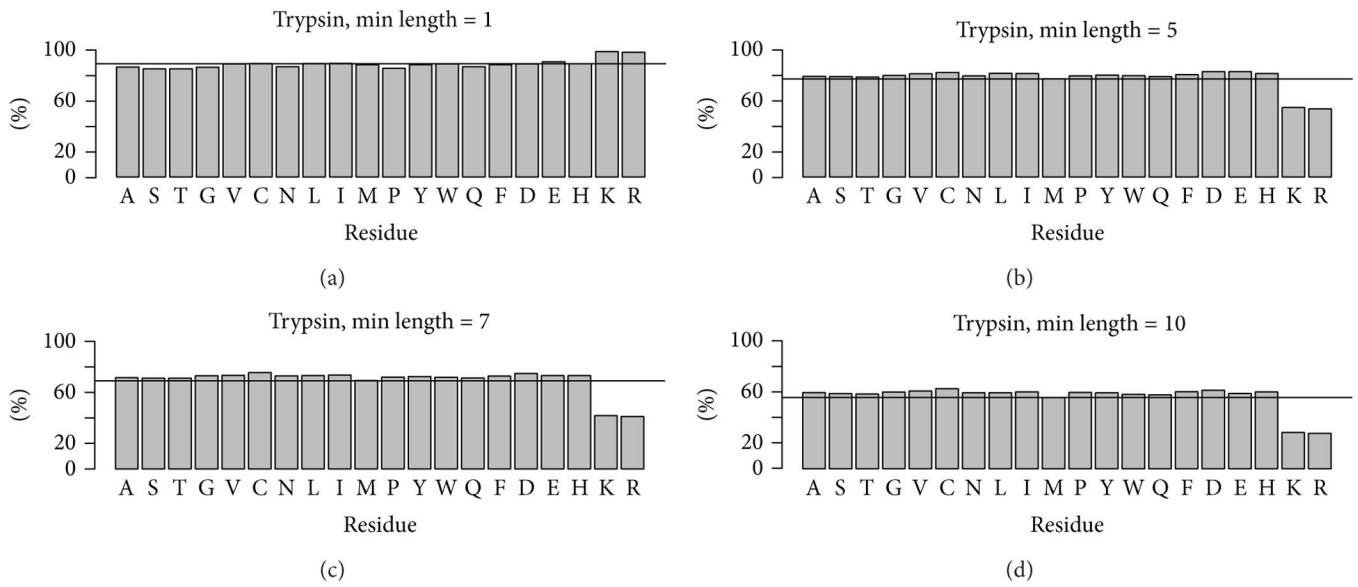 Trypsin, min length = 1
100
60
20
0
(%)
A S T G V C N L I M P Y W Q F D E H K R
Residue
(a)
Trypsin, min length = 5
100
60
20
0
(%)
A S T G V C N L I M P Y W Q F D E H K R
Residue
(b)
Trypsin, min length = 7
100
60
20
0
(%)
A S T G V C N L I M P Y W Q F D E H K R
Residue
(c)
Trypsin, min length = 10
100
60
20
0
(%)
A S T G V C N L I M P Y W Q F D E H K R
Residue
(d)